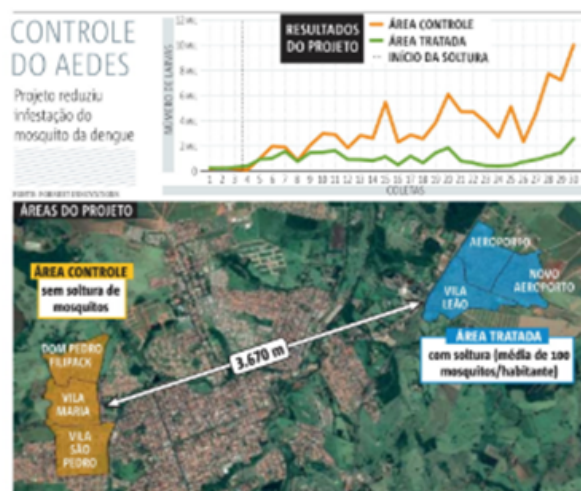 CONTROLE
DO AEDES
Projeto reduziu
infestação do
mosquito da dengue
RESULTADOS
DO PROJETO
ÁREA CONTROLE
ÁREA TRATADA
INÍCIO DA SOLTURA
NÚMERO DE LARVAS
12 MIL
10 MIL
8 MIL
6 MIL
4 MIL
2 MIL
0
1 2 3 4 5 6 7 8 9 10 11 12 13 14 15 16 17 18 19 20 21 22 23 24 25 26 27 28 29 30
COLETAS
ÁREAS DO PROJETO
ÁREA CONTROLE
sem soltura de
mosquitos
DOM PEDRO
FILIPACK
VILA
MARIA
VILA
SÃO
PEDRO
3.670 m
AEROPORTO
NOVO
AEROPORTO
VILA
LEÃO
ÁREA TRATADA
com soltura (média de 100
mosquitos/habitante)